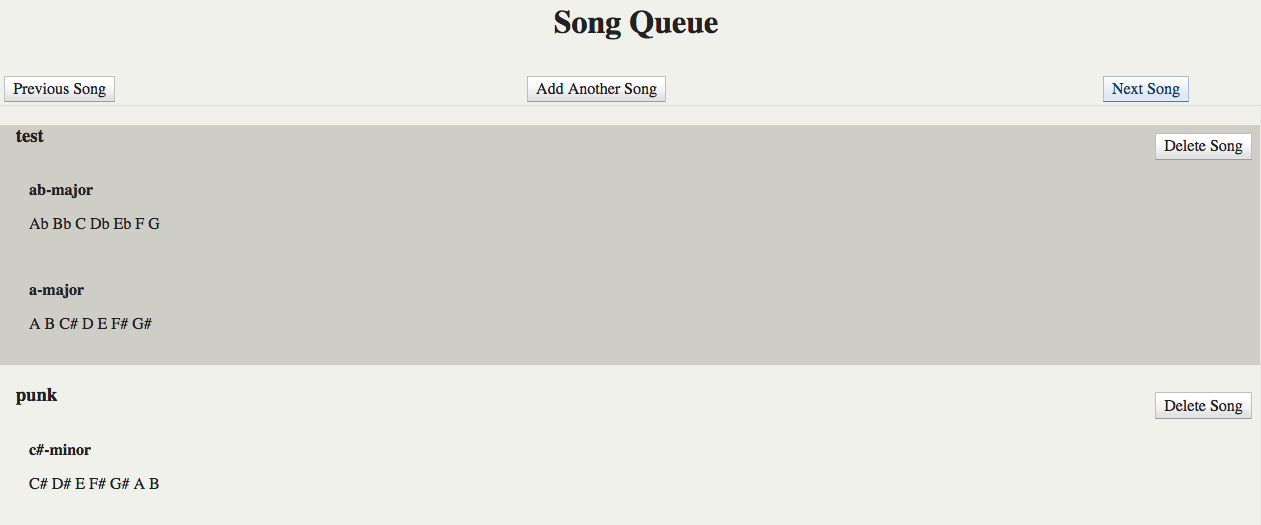 Song Queue
Previous Song
Add Another Song
Next Song
test
Delete Song
ab-major
Ab Bb C Db Eb F G
a-major
A B C# D E F# G#
punk
Delete Song
c#-minor
C# D# E F# G# A B